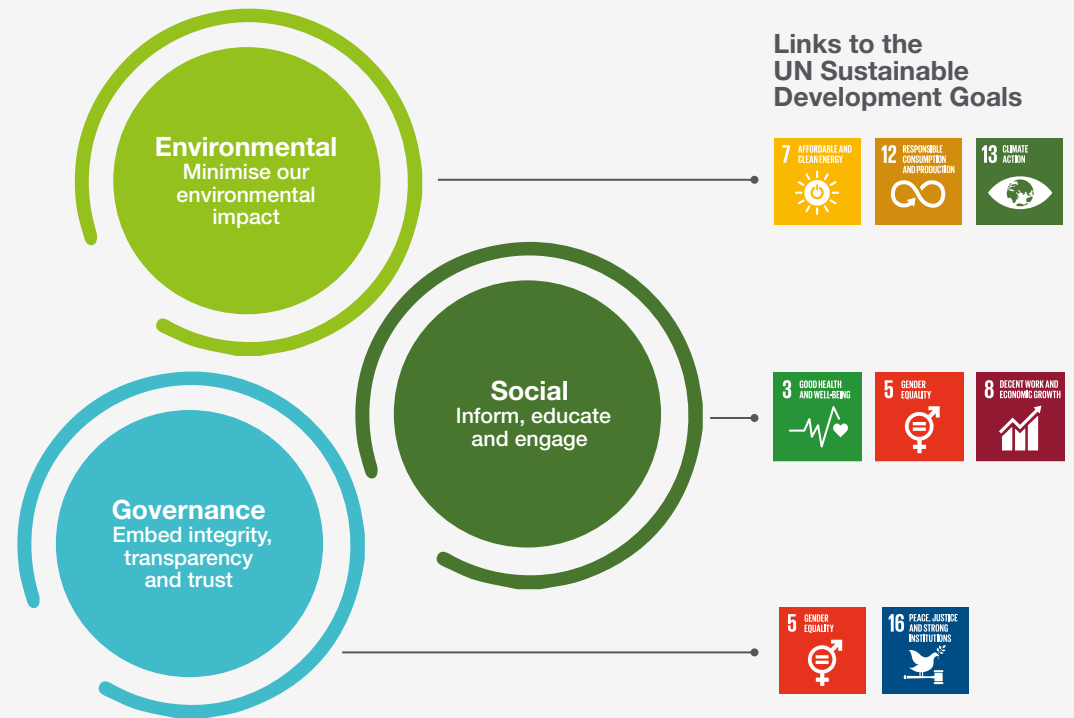 Links to the
UN Sustainable
Development Goals
Environmental
Minimise our
environmental
impact
7 AFFORDABLE AND
CLEAN ENERGY
12 RESPONSIBLE
CONSUMPTION
AND PRODUCTION
13 CLIMATE
ACTION
Social
Inform, educate
and engage
3 GOOD HEALTH
AND WELL-BEING
5 GENDER
EQUALITY
8 DECENT WORK AND
ECONOMIC GROWTH
Governance
Embed integrity,
transparency
and trust
5 GENDER
EQUALITY
16 PEACE, JUSTICE
AND STRONG
INSTITUTIONS